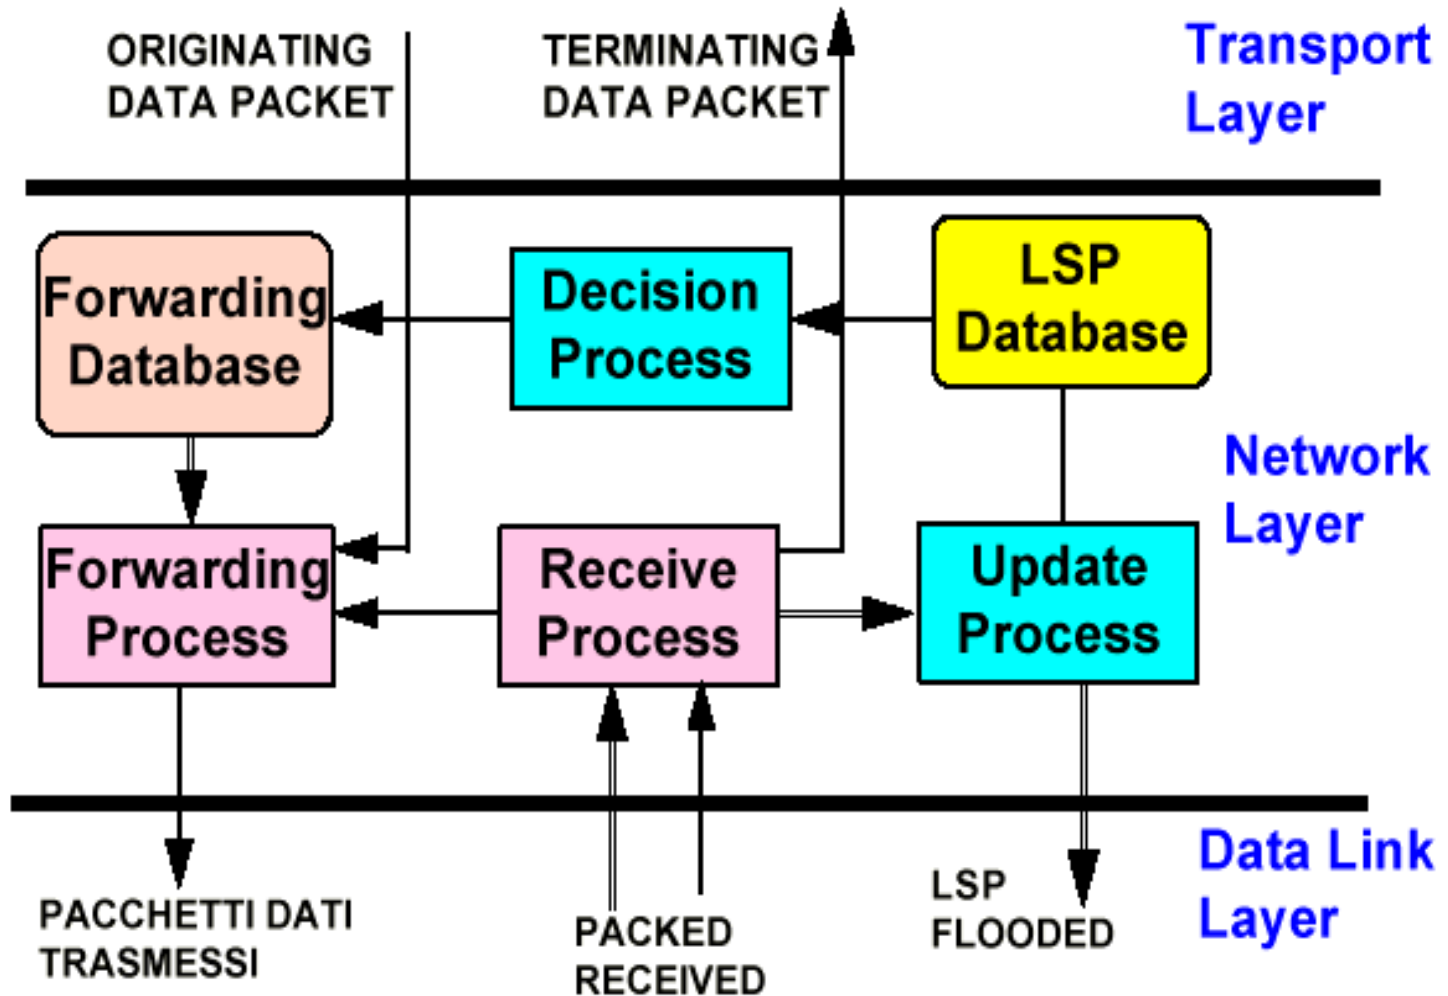 ORIGINATING
DATA PACKET
TERMINATING
DATA PACKET
Transport
Layer
Forwarding
Database
Decision
Process
LSP
Database
Network
Layer
Forwarding
Process
Receive
Process
Update
Process
Data Link
Layer
PACCHETTI DATI
TRASMESSI
PACKED
RECEIVED
LSP
FLOODED